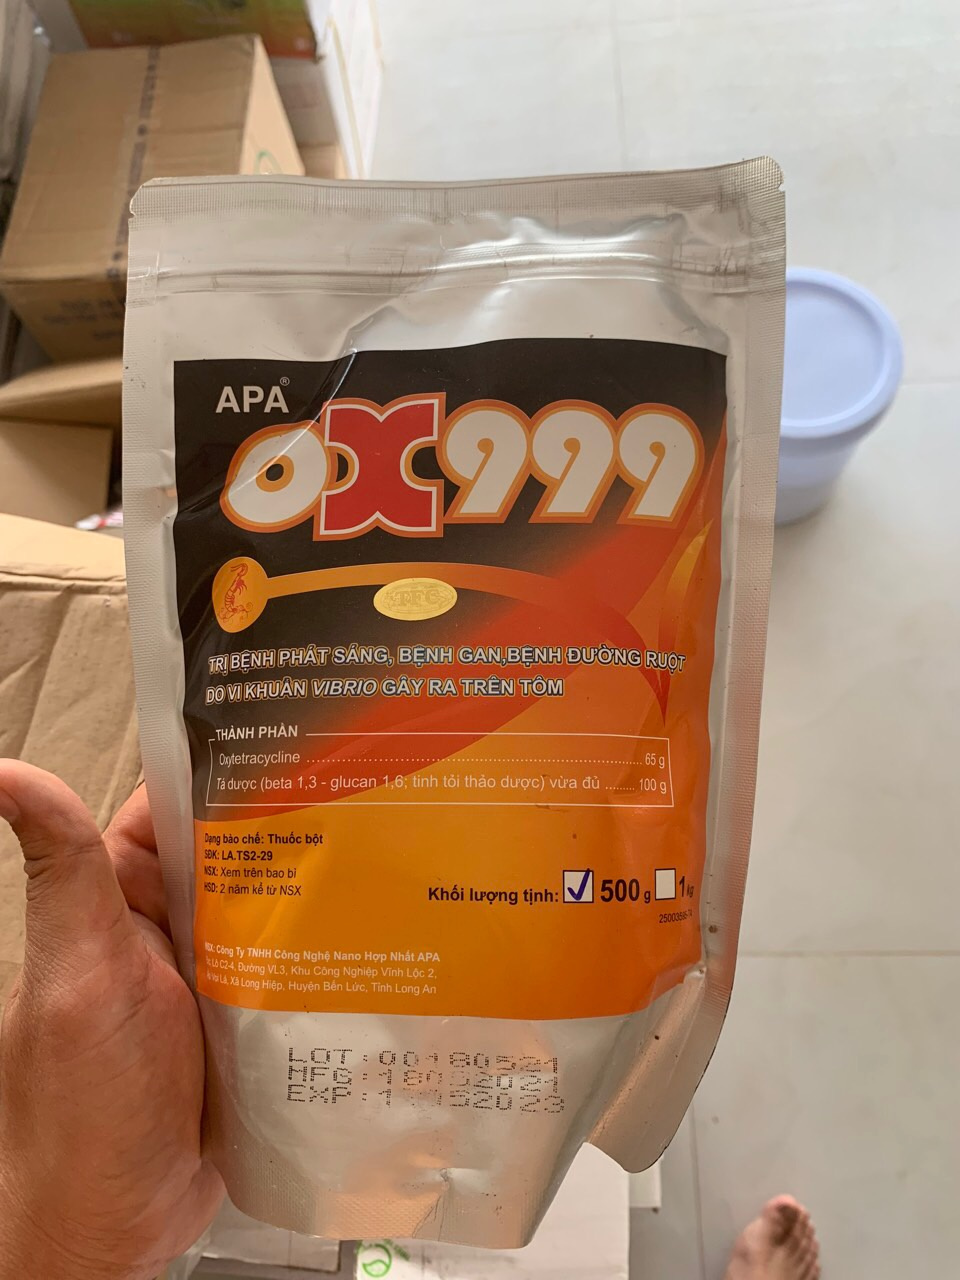 APA®
OX999
TRỊ BỆNH PHÁT SÁNG, BỆNH GAN,BỆNH ĐƯỜNG RUỘT
DO VI KHUẨN VIBRIO GÂY RA TRÊN TÔM
THÀNH PHẦN
Oxytetracycline ........................ 65 g
Tá dược (beta 1,3 - glucan 1,6; tinh tỏi thảo dược) vừa đủ ......... 100 g
Dạng bào chế: Thuốc bột
SĐK: LA.TS2-29
NSX: Xem trên bao bì
HSD: 2 năm kể từ NSX
Khối lượng tịnh: 500 g 1 kg
NSX: Công Ty TNHH Công Nghệ Nano Hợp Nhất APA
Lô C2-4, Đường VL3, Khu Công Nghiệp Vĩnh Lộc 2,
Voi Lá, Xã Long Hiệp, Huyện Bến Lức, Tỉnh Long An
LOT : 00180521
MFG :
EXP :